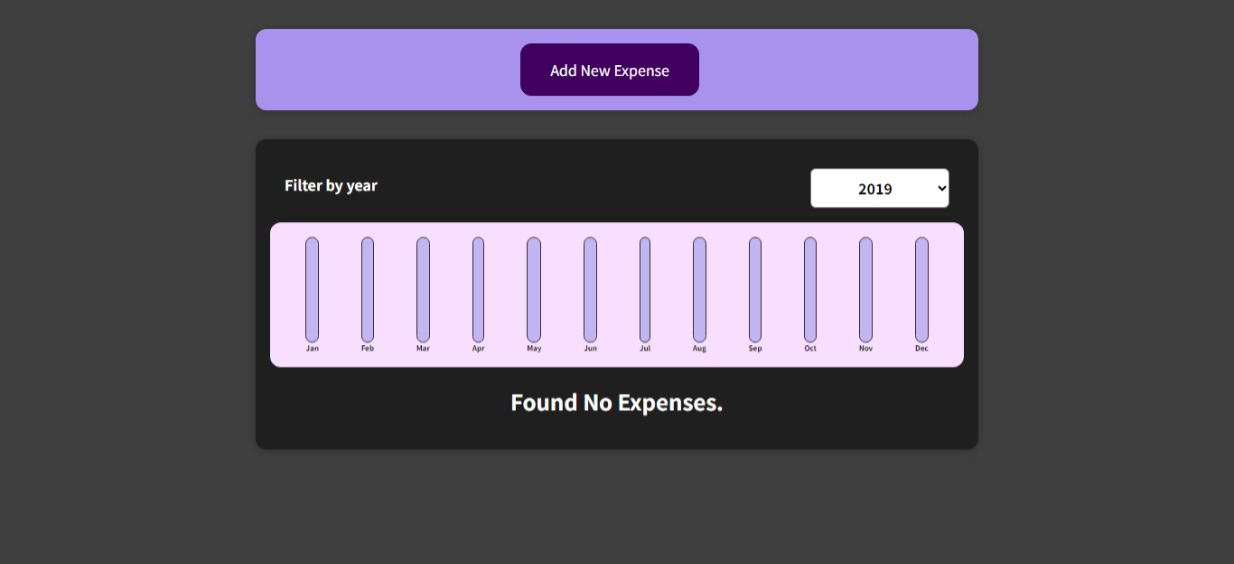 Add New Expense
Filter by year
2019
Jan Feb Mar Apr May Jun Jul Aug Sep Oct Nov Dec
Found No Expenses.